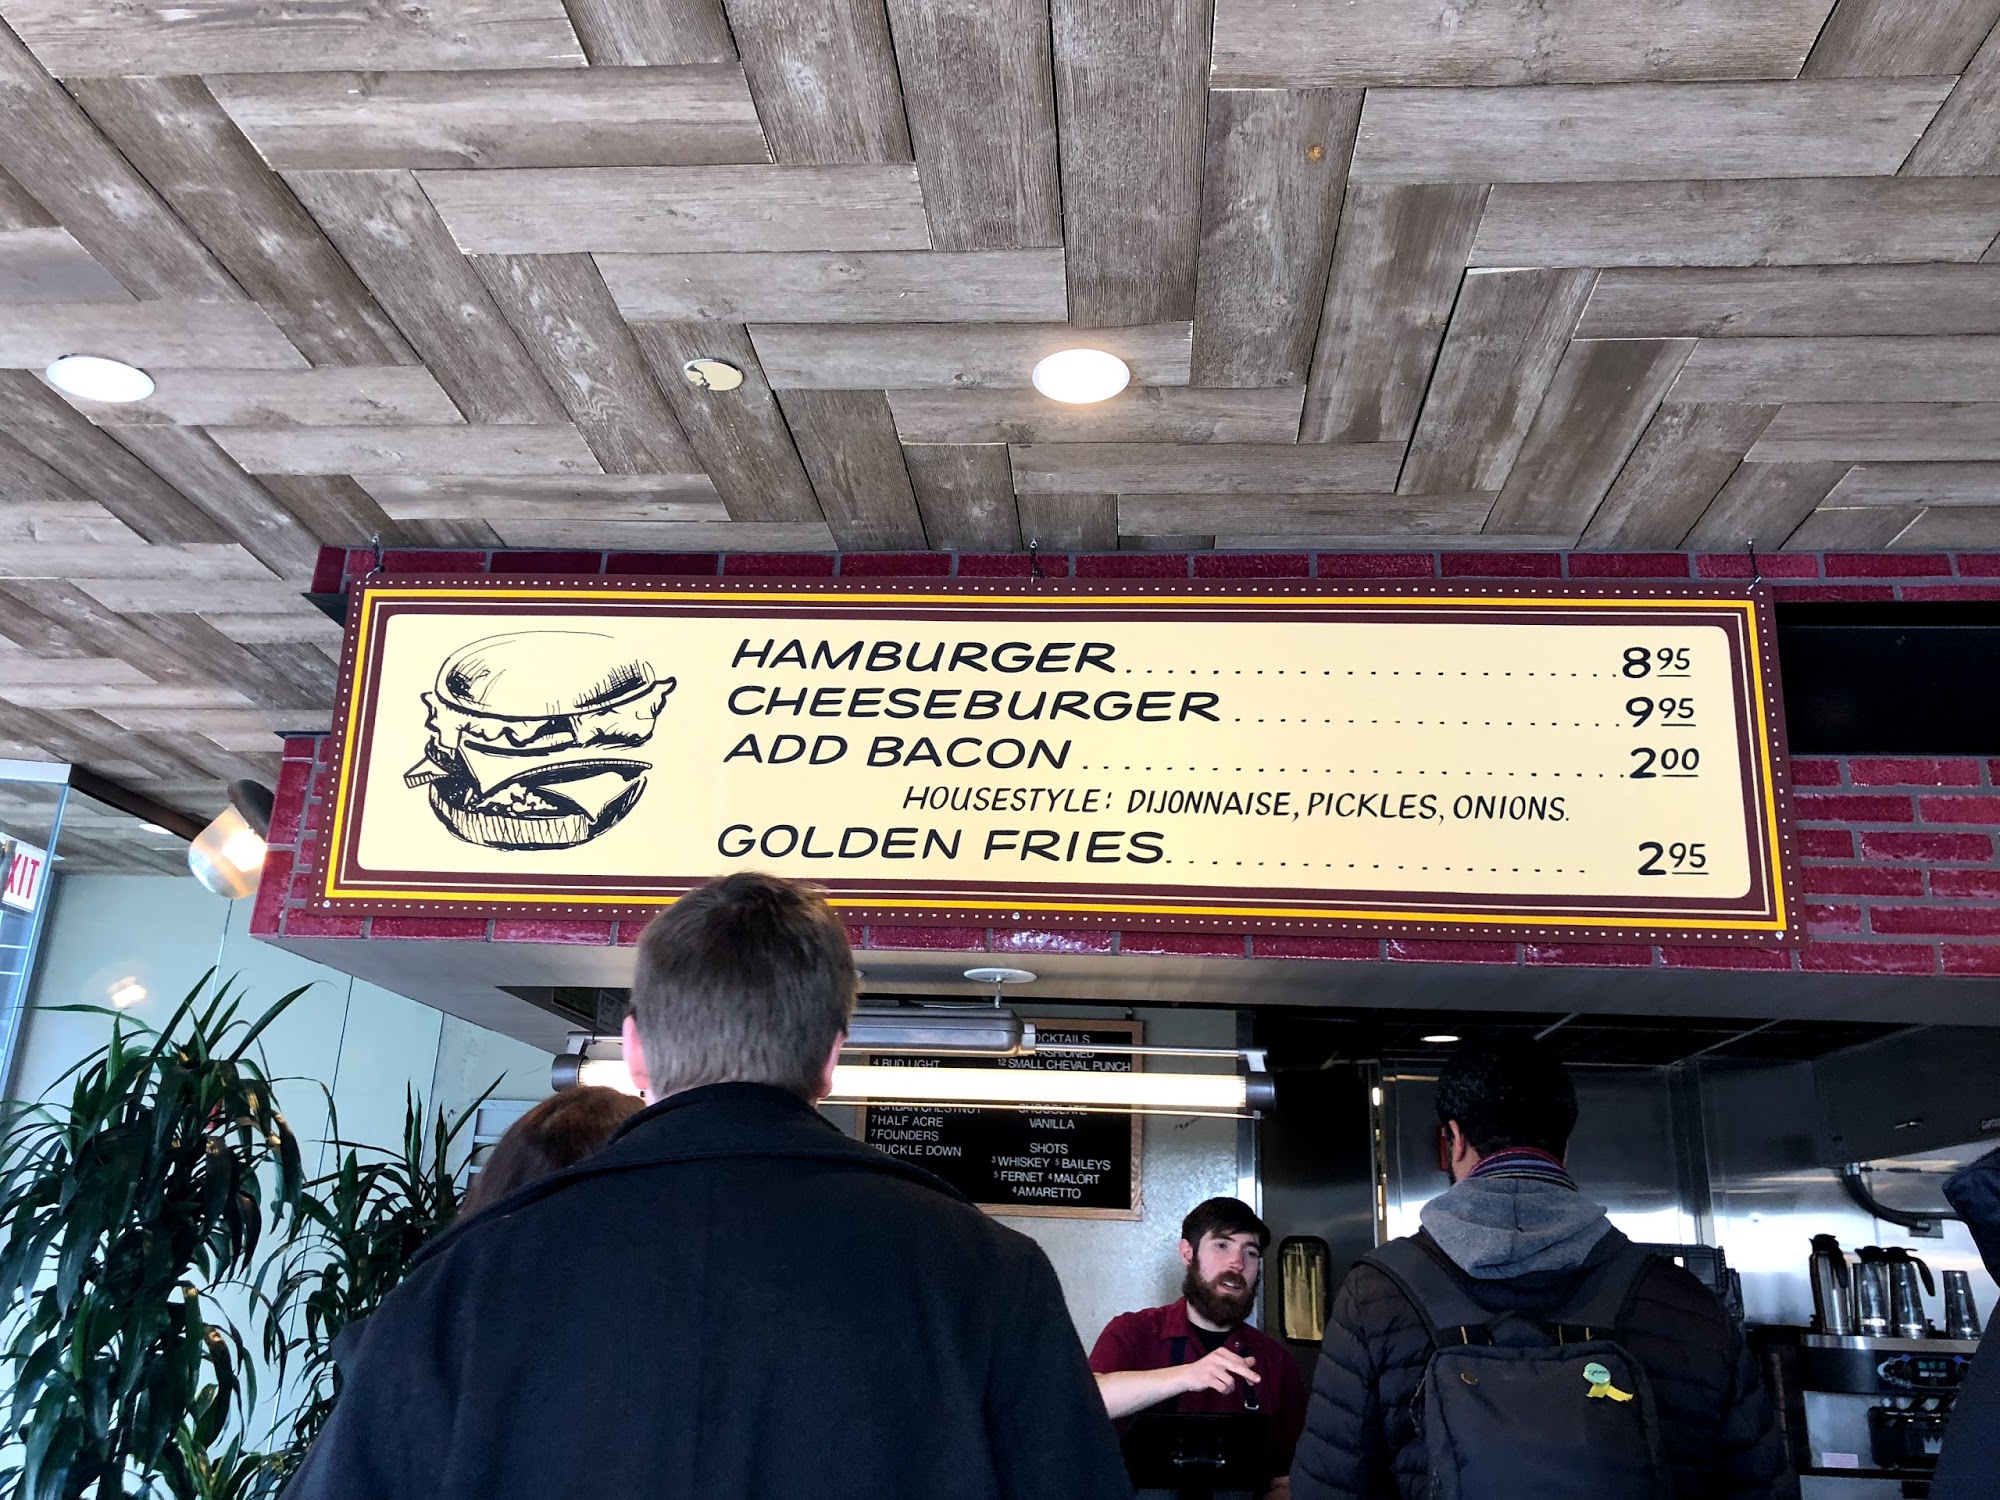 HAMBURGER 8 95
CHEESEBURGER 9 95
ADD BACON 2 00
HOUSESTYLE: DIJONNAISE, PICKLES, ONIONS.
GOLDEN FRIES 2 95
XIT
4 BUD LIGHT
7 HALF ACRE
7 FOUNDERS
12 SMALL CHEVAL PUNCH
CHOCOLATE
VANILLA
SHOTS
3 WHISKEY 5 BAILEYS
5 FERNET 4 MALORT
4 AMARETTO